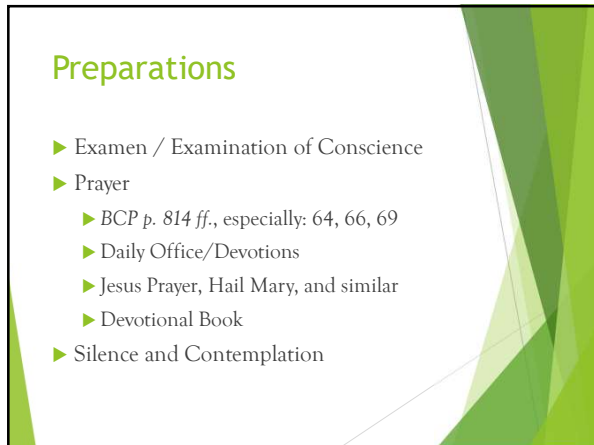 Preparations
Examen / Examination of Conscience
Prayer
BCP p. 814 ff., especially: 64, 66, 69
Daily Office/Devotions
Jesus Prayer, Hail Mary, and similar
Devotional Book
Silence and Contemplation